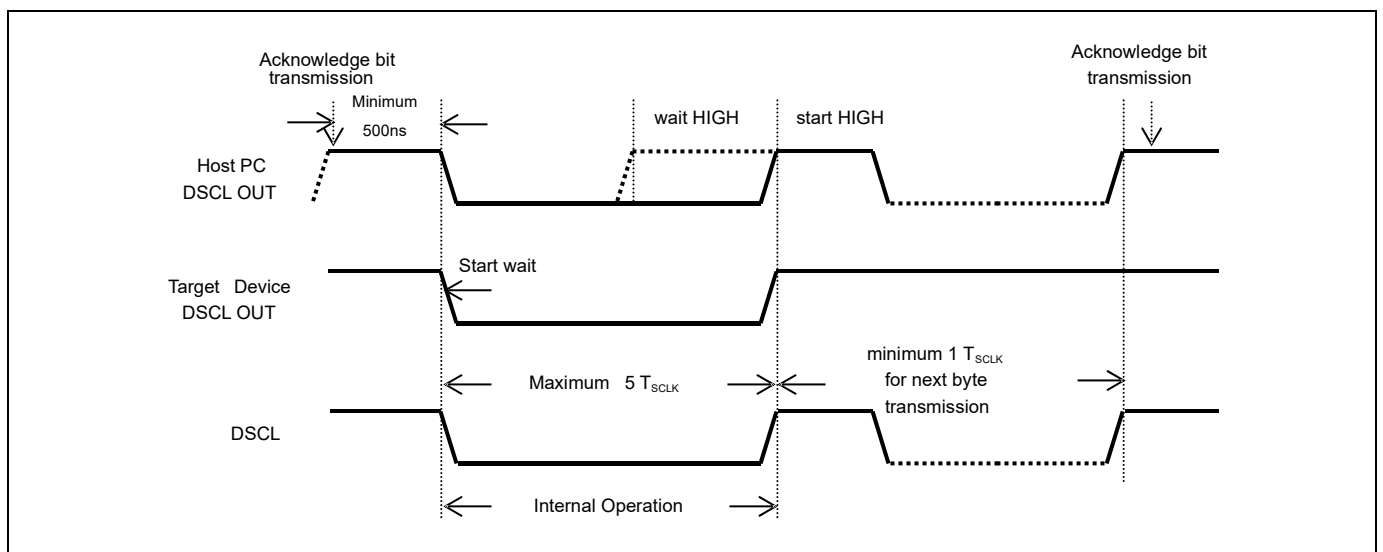 Acknowledge bit
transmission
Acknowledge bit
transmission
Minimum
500ns
wait HIGH
start HIGH
Host PC
DSCL OUT
Start wait
Target Device
DSCL OUT
Maximum 5 TSCLK
minimum 1 TSCLK
for next byte
transmission
DSCL
Internal Operation